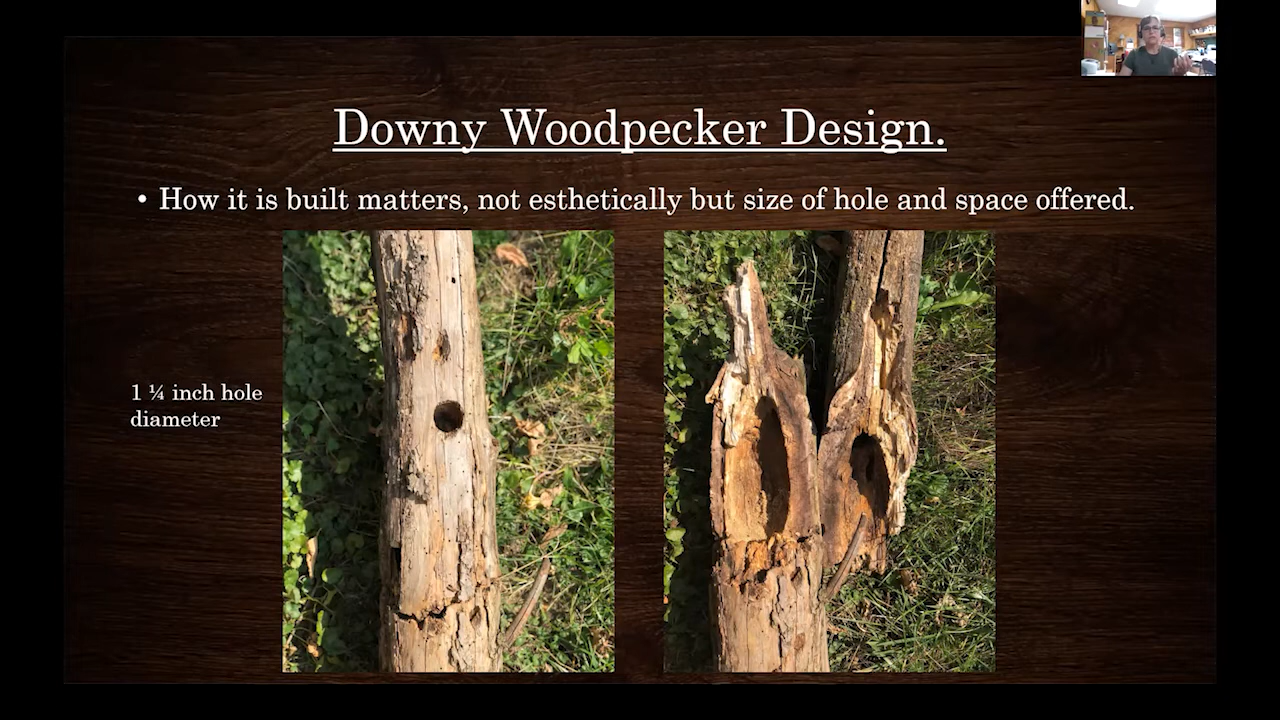 Downy Woodpecker Design.
• How it is built matters, not esthetically but size of hole and space offered.
1 ¼ inch hole
diameter